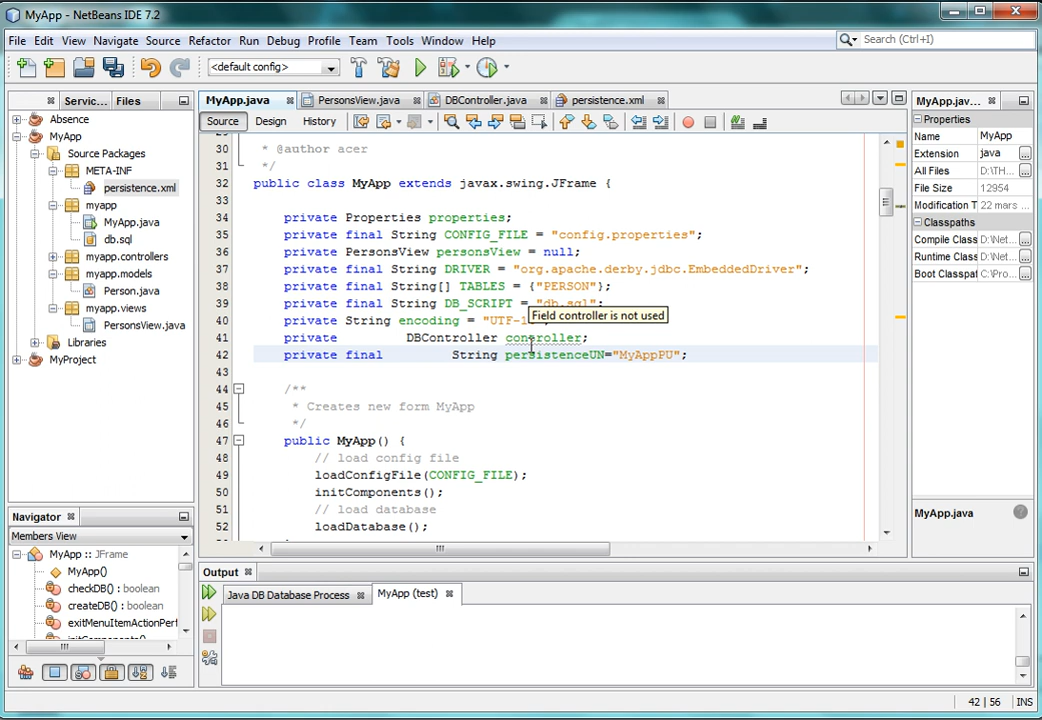 MyApp - NetBeans IDE 7.2
File Edit View Navigate Source Refactor Run Debug Profile Team Tools Window Help
Search (Ctrl+I)
<default config>
Servic... Files
Absence
MyApp
Source Packages
META-INF
persistence.xml
myapp
MyApp.java
db.sql
myapp.controllers
myapp.models
Person.java
myapp.views
PersonsView.java
Libraries
MyProject
MyApp.java PersonsView.java DBController.java persistence.xml
Source Design History
30 * @author acer
31 */
32 public class MyApp extends javax.swing.JFrame {
33
34 private Properties properties;
35 private final String CONFIG_FILE = "config.properties";
36 private PersonsView personsView = null;
37 private final String DRIVER = "org.apache.derby.jdbc.EmbeddedDriver";
38 private final String[] TABLES = {"PERSON"};
39 private final String DB_SCRIPT = "db.sql";
Field controller is not used
40 private String encoding = "UTF-1
41 private DBController controller;
42 private final String persistenceUN="MyAppPU";
43
44 /**
45 * Creates new form MyApp
46 */
47 public MyApp() {
48 // load config file
49 loadConfigFile(CONFIG_FILE);
50 initComponents();
51 // load database
52 loadDatabase();
MyApp.jav...
Properties
Name MyApp
Extension java
All Files D:\TH...
File Size 12954
Modification T 22 mars ...
Classpaths
Compile Class D:\Net...
Runtime Class D:\Net...
Boot Classpat C:\Pro...
MyApp.java
Navigator
Members View
MyApp :: JFrame
MyApp()
checkDB() : boolean
createDB() : boolean
exitMenuItemActionPerf
Output
Java DB Database Process MyApp (test)
42 | 56 INS